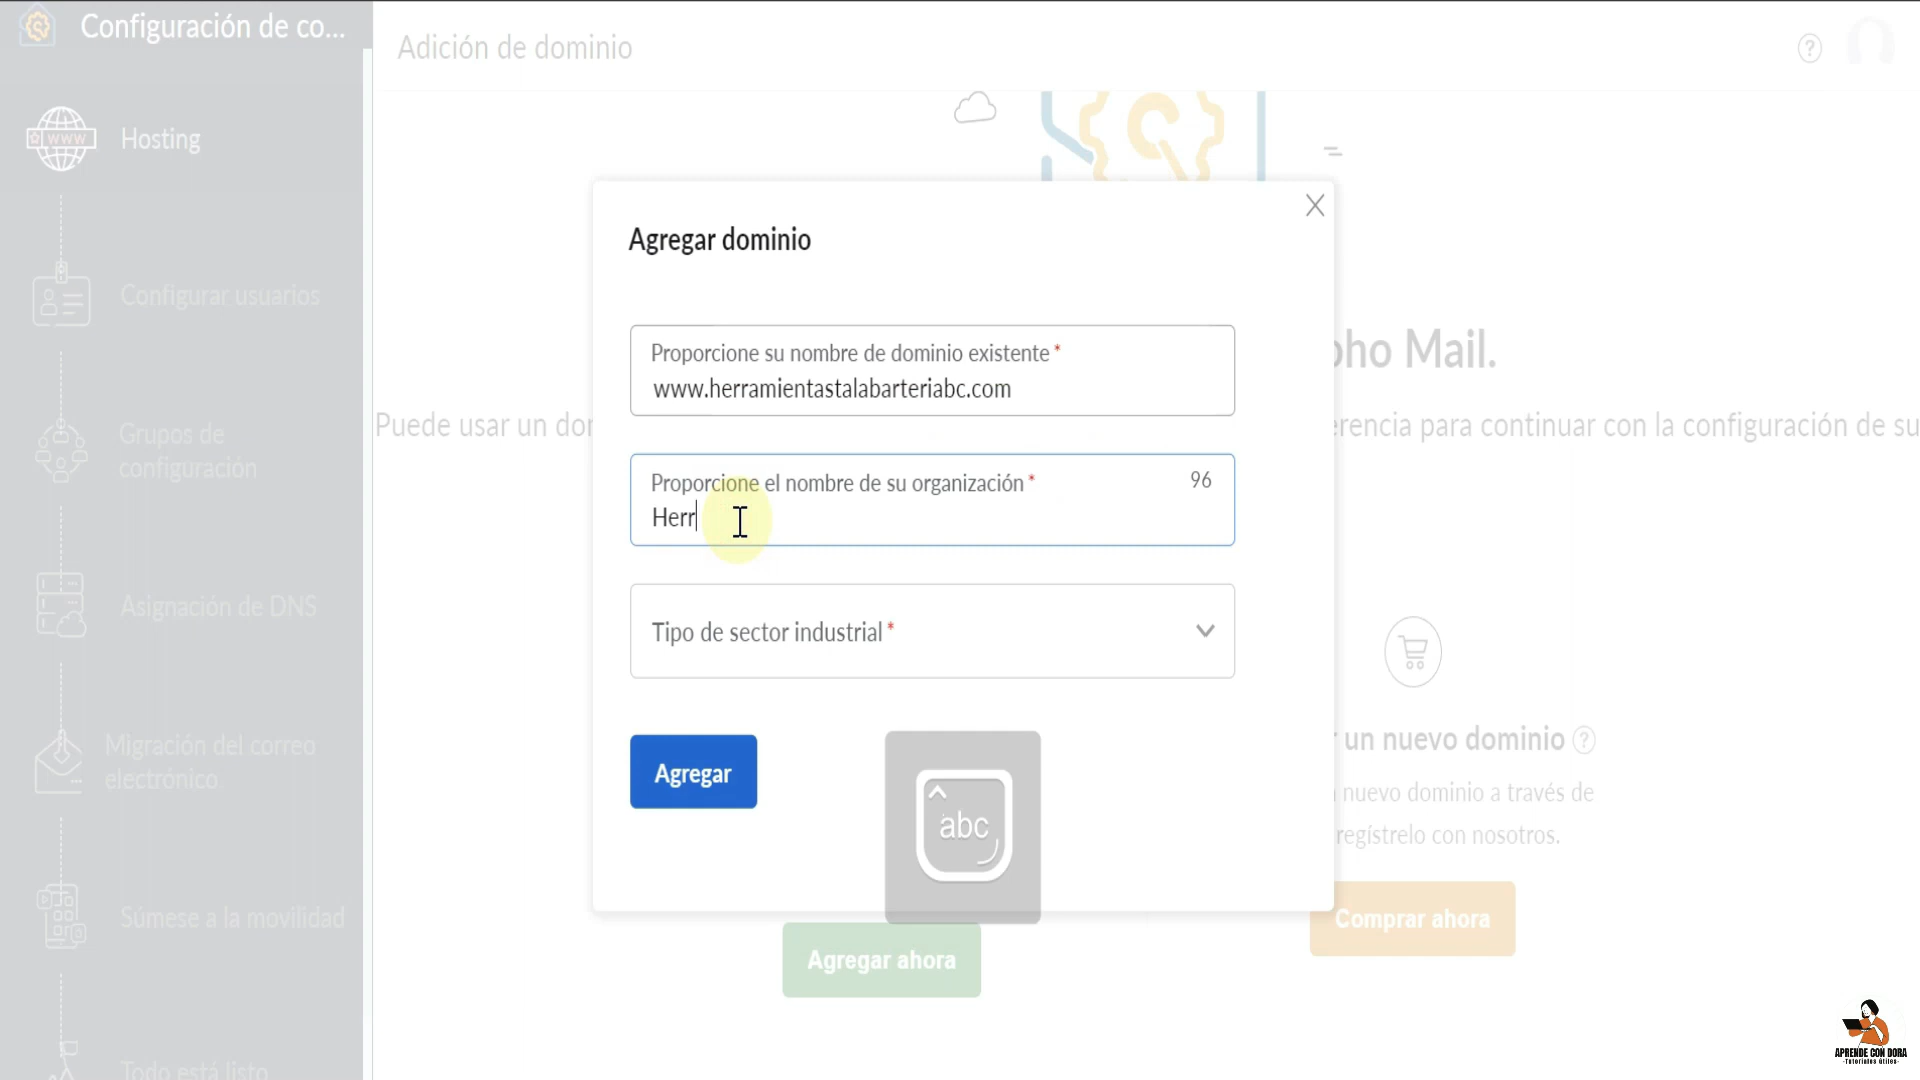 Configuración de co...
Adición de dominio
?
WWW
Hosting
Configurar usuarios
Grupos de
configuración
Asignación de DNS
Migración del correo
electrónico
Súmese a la movilidad
Todo está listo
Agregar dominio
X
Proporcione su nombre de dominio existente*
www.herramientastalabarteriabc.com
Proporcione el nombre de su organización*
96
Herr
Tipo de sector industrial*
Agregar
abc
oho Mail.
Puede usar un dor
erencia para continuar con la configuración de su
un nuevo dominio ?
nuevo dominio a través de
regístrelo con nosotros.
Agregar ahora
Comprar ahora
APRENDE CON DORA
-Tutoriales útiles-